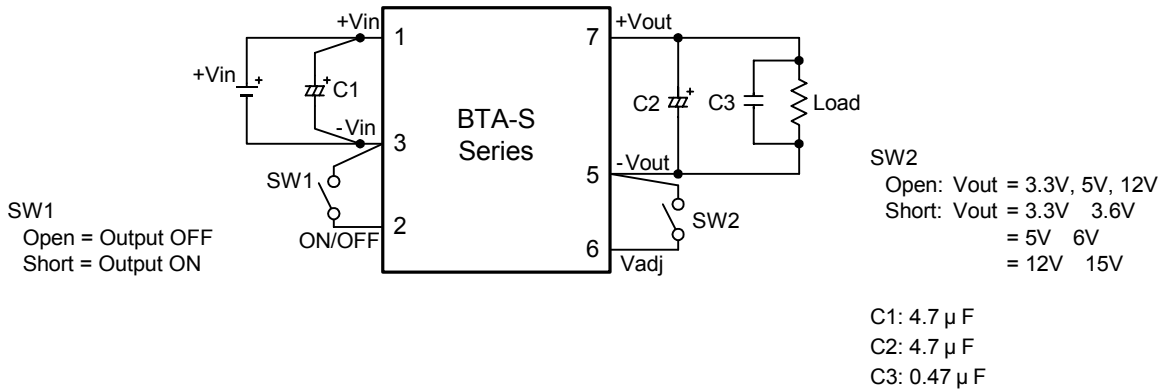 +Vin
1
+Vin
+
+
C1
-Vin
3
SW1
2
ON/OFF
BTA-S
Series
7
+Vout
+
C2
C3
Load
5
-Vout
SW2
6
Vadj
SW1
Open = Output OFF
Short = Output ON
SW2
Open: Vout = 3.3V, 5V, 12V
Short: Vout = 3.3V 3.6V
= 5V 6V
= 12V 15V
C1: 4.7 μ F
C2: 4.7 μ F
C3: 0.47 μ F